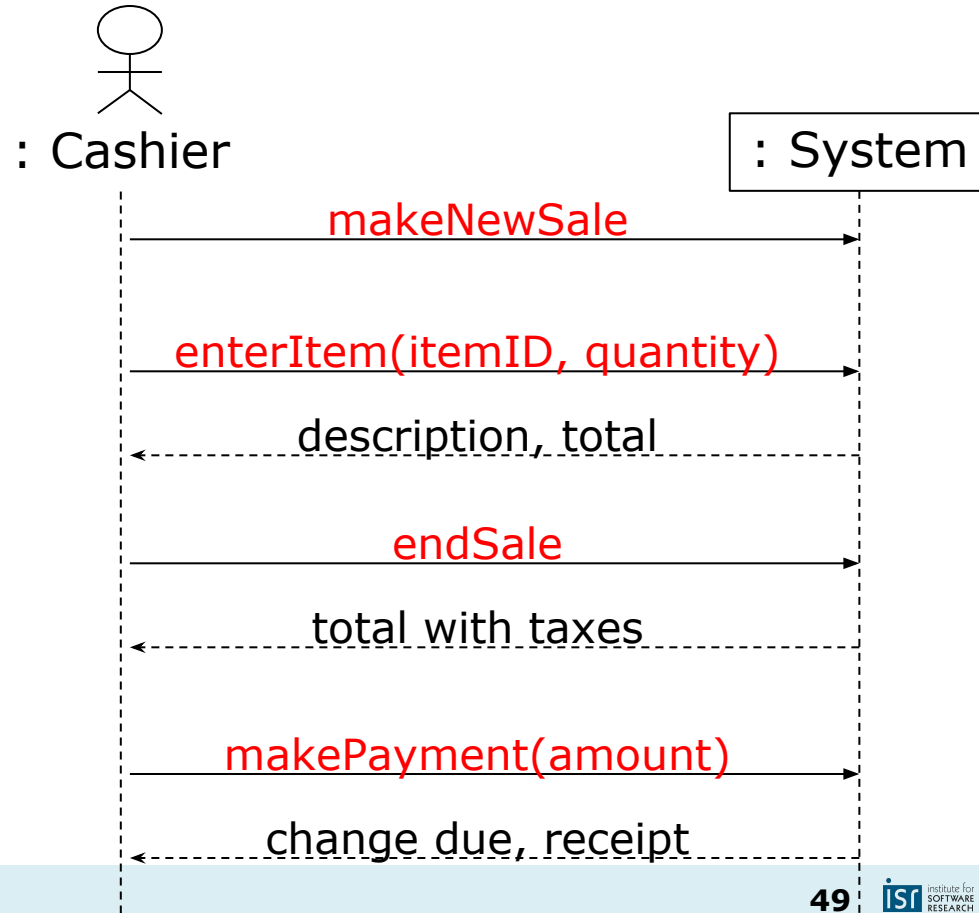 : Cashier
: System
makeNewSale
enterItem(itemID, quantity)
description, total
endSale
total with taxes
makePayment(amount)
change due, receipt
49
isr
institute for
SOFTWARE
RESEARCH